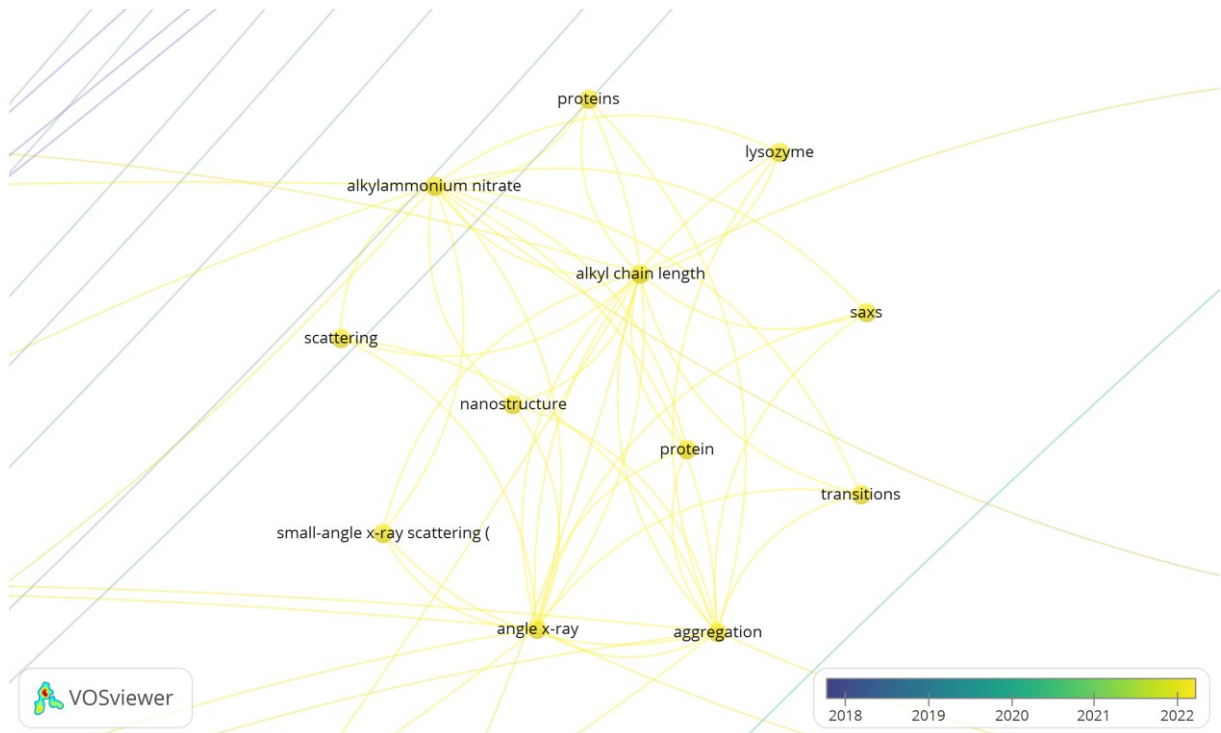 proteins
lysozyme
alkylammonium nitrate
alkyl chain length
saxs
scattering
nanostructure
protein
transitions
small-angle x-ray scattering (
angle x-ray
aggregation
VOSviewer
2018 2019 2020 2021 2022